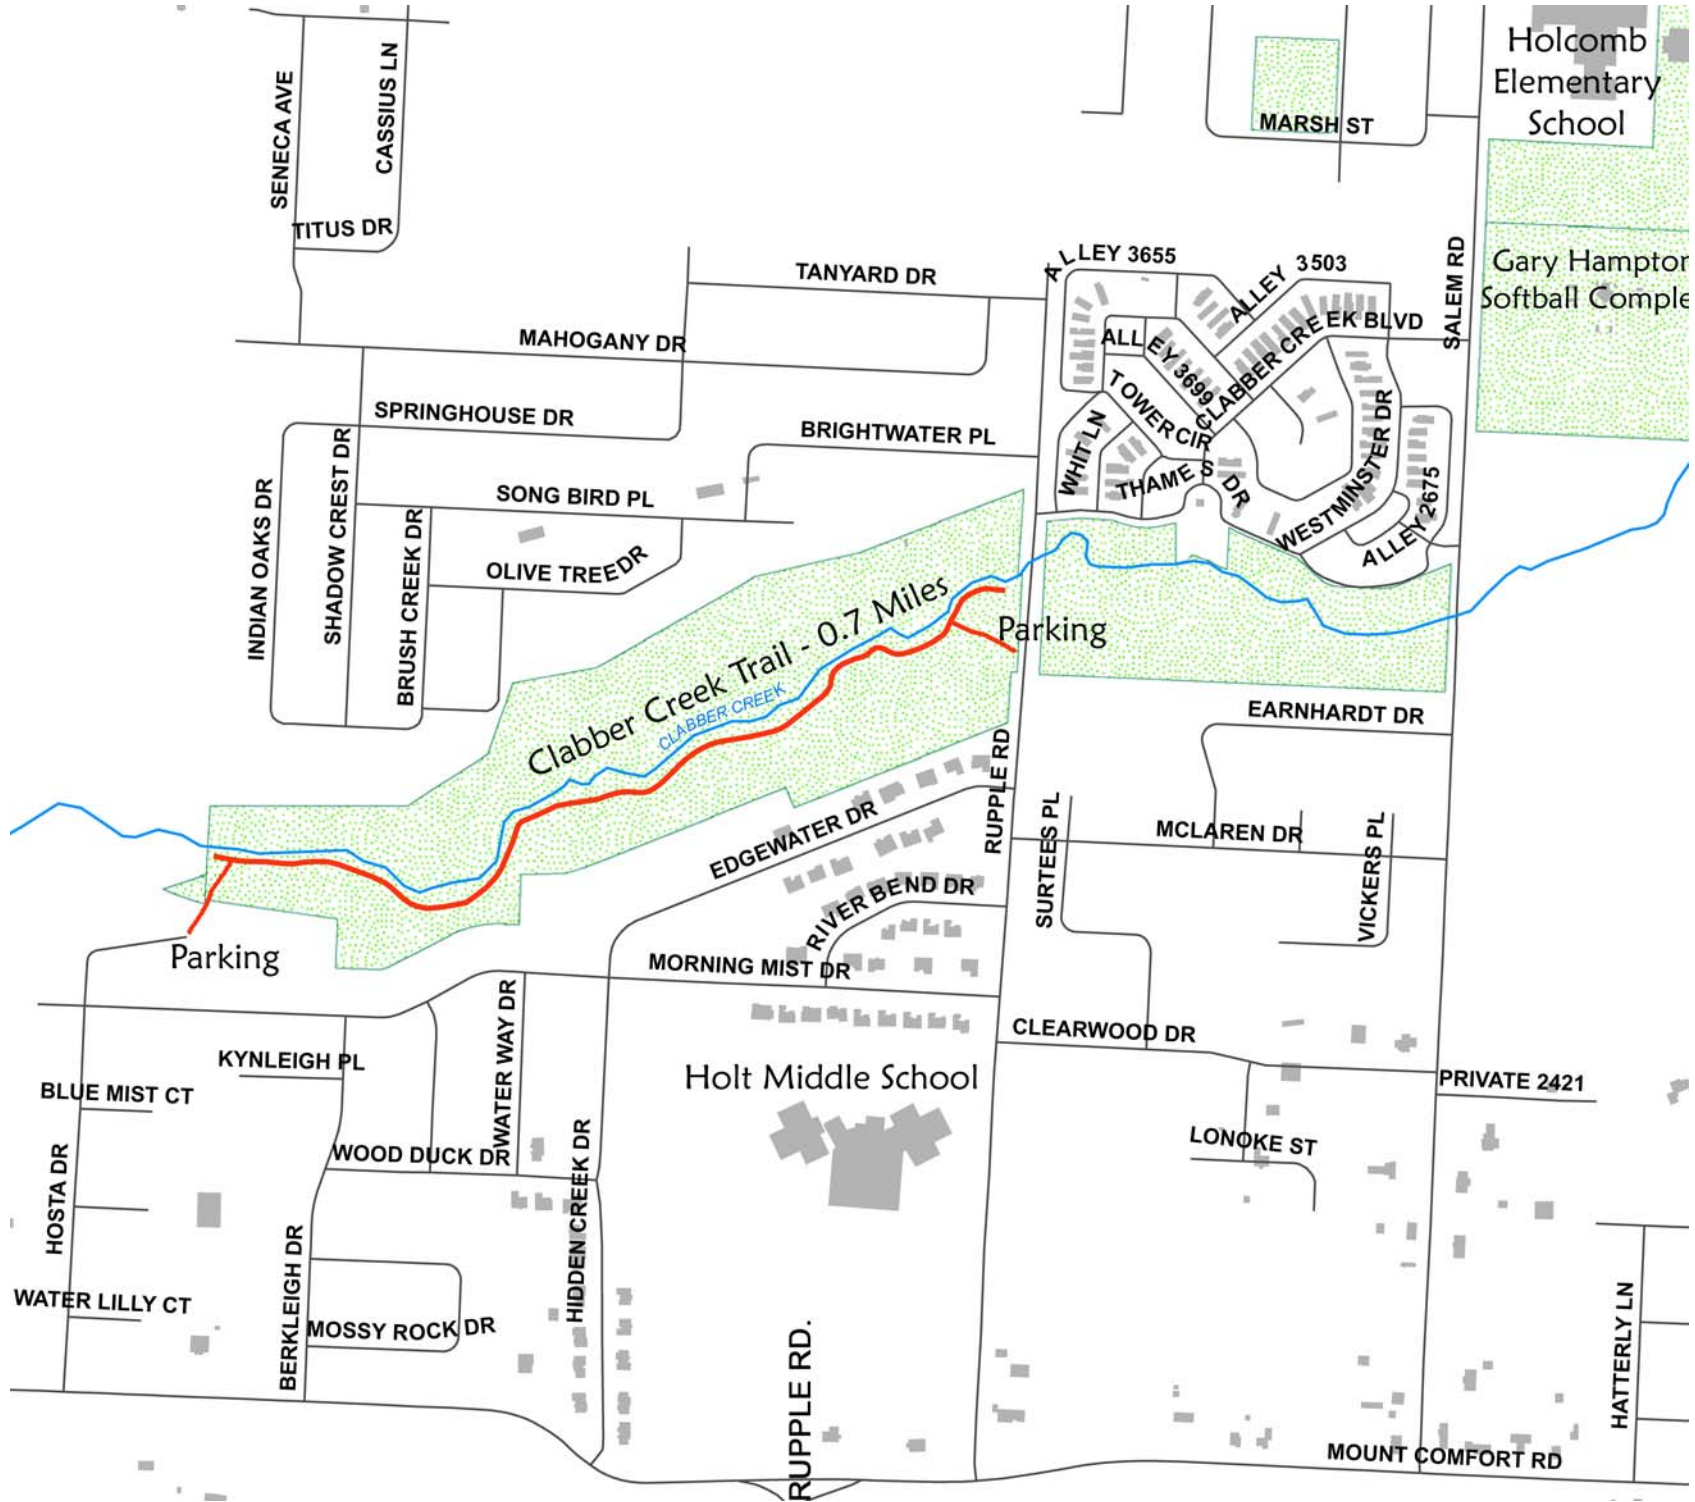 Holcomb
Elementary
School
CASSIUS LN
SENECA AVE
MARSH ST
TITUS DR
ALLEY 3655
ALLEY 3503
SALEM RD
Gary Hampton
Softball Comple
TANYARD DR
MAHOGANY DR
CLABBER CREEK BLVD
ALLEY 3699
TOWER CIR
SPRINGHOUSE DR
BRIGHTWATER PL
WHIT LN
THAMES DR
WESTMINSTER DR
ALLEY 2675
SONG BIRD PL
INDIAN OAKS DR
SHADOW CREST DR
BRUSH CREEK DR
OLIVE TREE DR
Clabber Creek Trail - 0.7 Miles
CLABBER CREEK
Parking
EARNHARDT DR
RUPPLE RD
EDGEWATER DR
SURTEES PL
MCLAREN DR
VICKERS PL
RIVER BEND DR
Parking
MORNING MIST DR
WATER WAY DR
CLEARWOOD DR
KYNLEIGH PL
Holt Middle School
PRIVATE 2421
BLUE MIST CT
WOOD DUCK DR
LONOKE ST
HOSTA DR
HIDDEN CREEK DR
BERKLEIGH DR
WATER LILLY CT
MOSSY ROCK DR
RUPPLE RD.
HATTERLY LN
MOUNT COMFORT RD